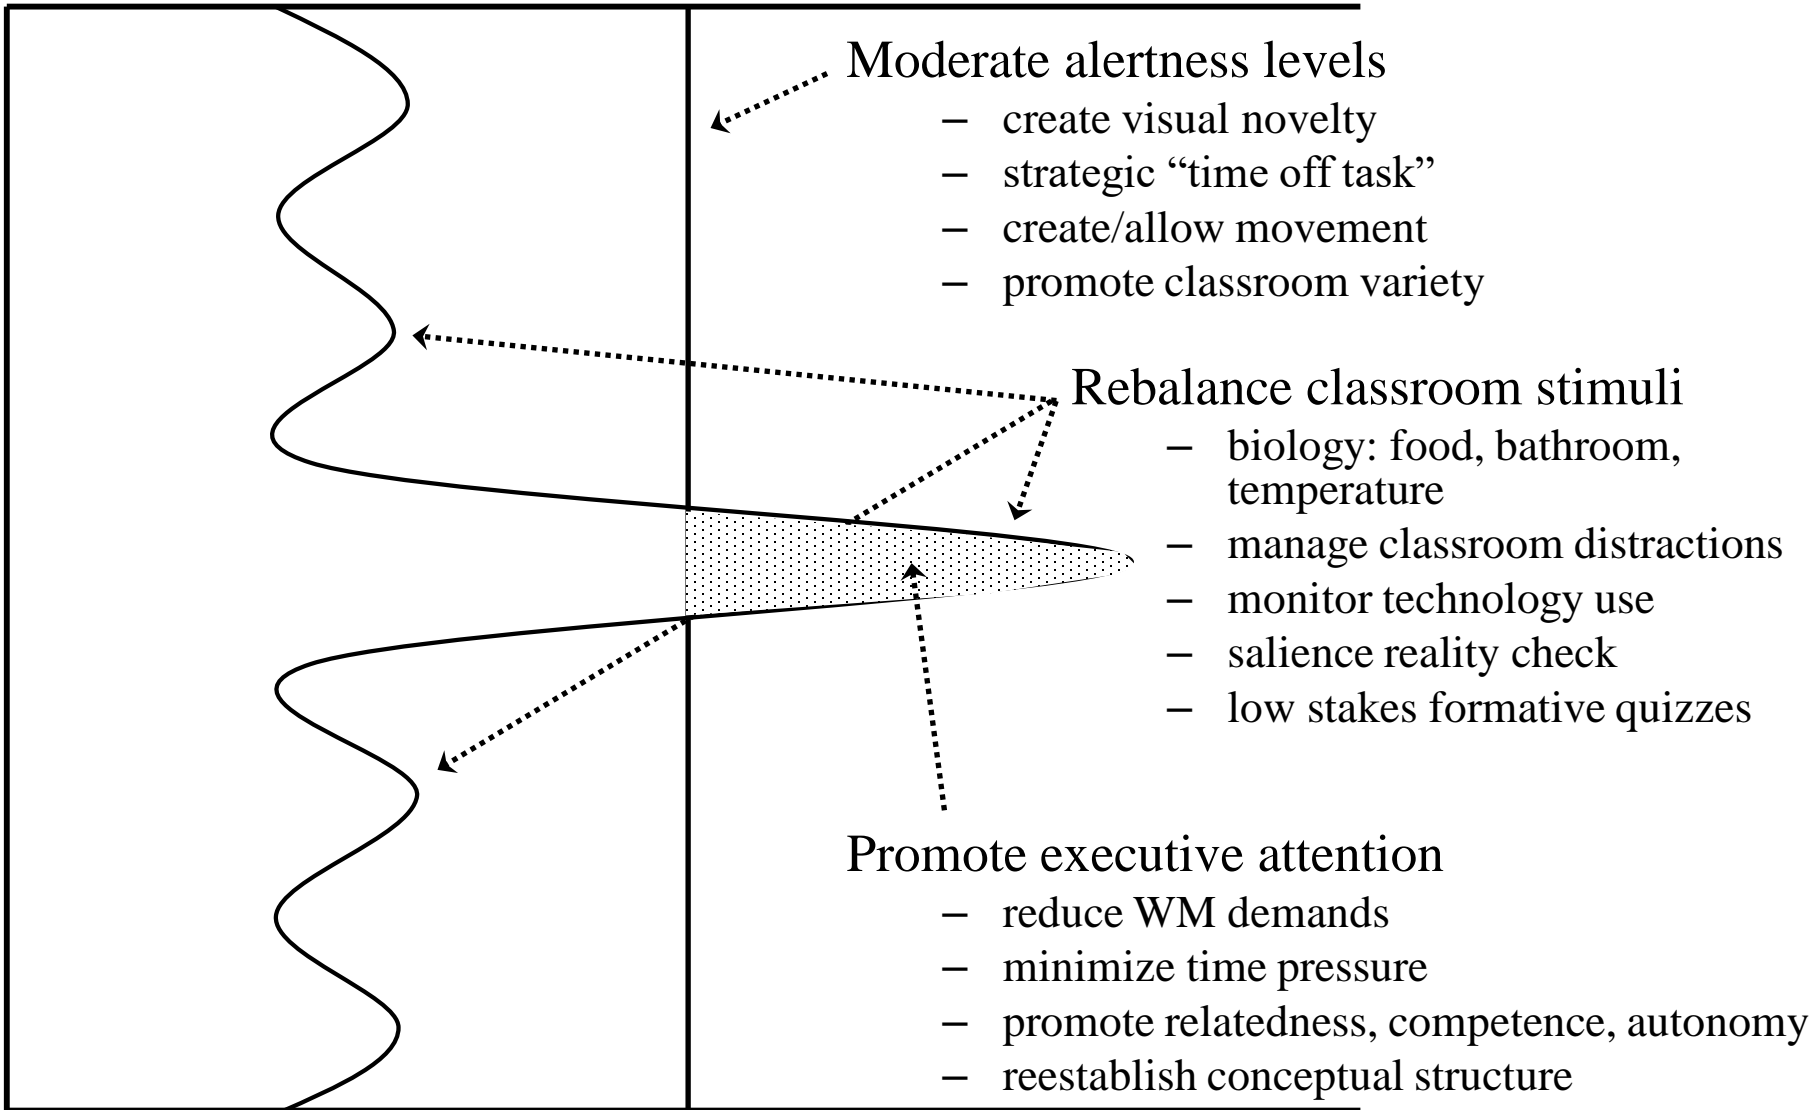 Moderate alertness levels
– create visual novelty
– strategic “time off task”
– create/allow movement
– promote classroom variety
Rebalance classroom stimuli
– biology: food, bathroom,
temperature
– manage classroom distractions
– monitor technology use
– salience reality check
– low stakes formative quizzes
Promote executive attention
– reduce WM demands
– minimize time pressure
– promote relatedness, competence, autonomy
– reestablish conceptual structure